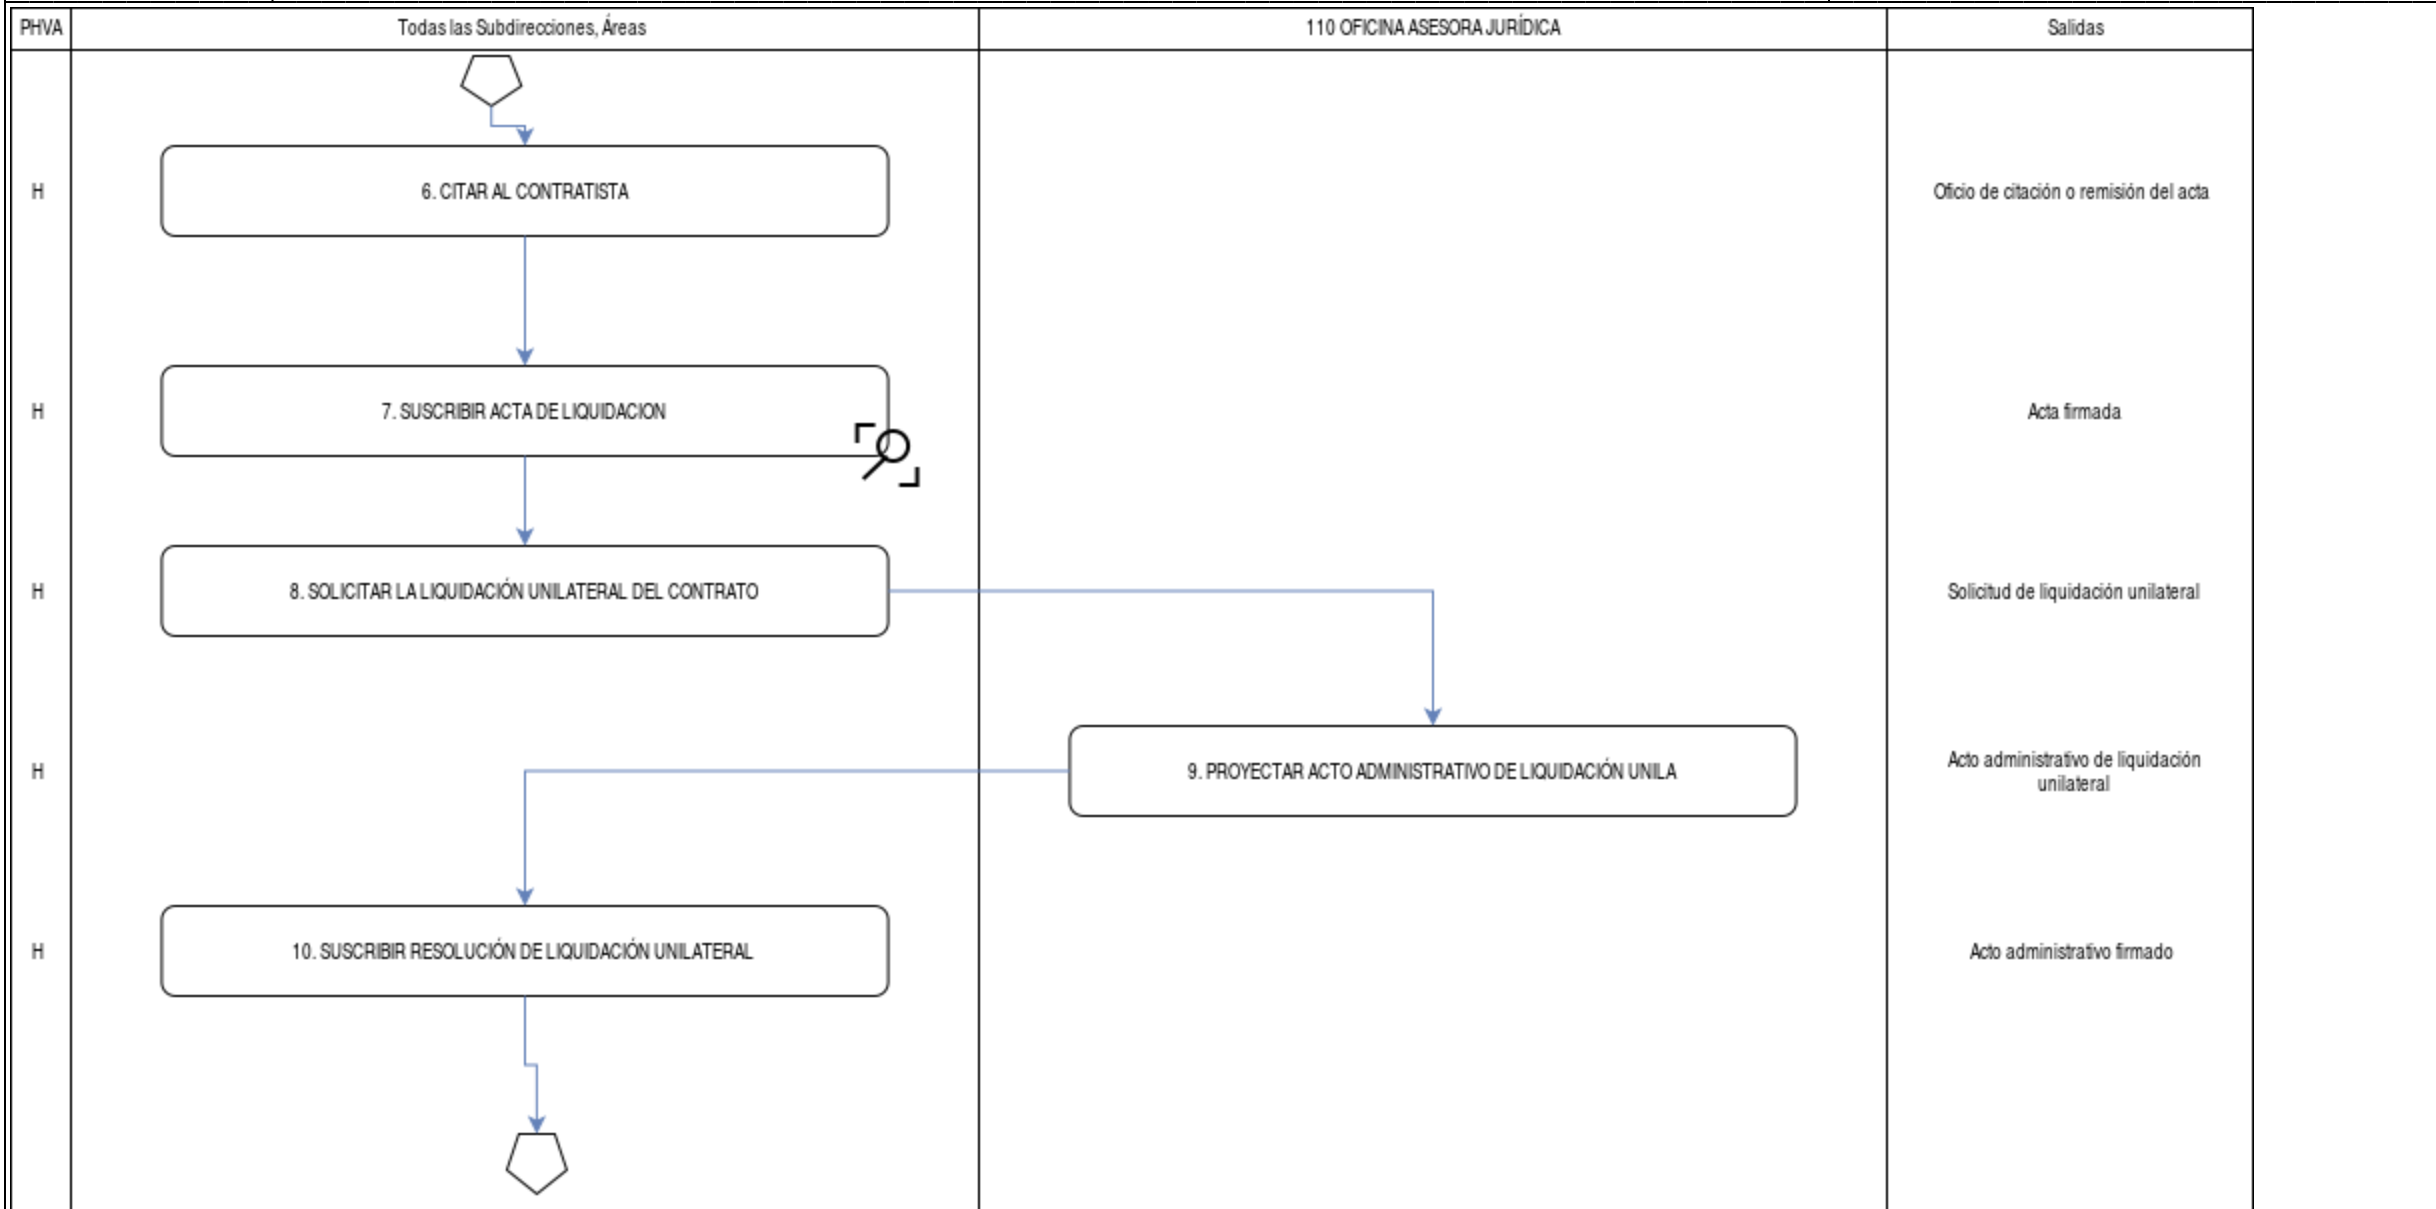 PHVA
Todas las Subdirecciones, Áreas
110 OFICINA ASESORA JURÍDICA
Salidas
H
6. CITAR AL CONTRATISTA
Oficio de citación o remisión del acta
H
7. SUSCRIBIR ACTA DE LIQUIDACION
Acta firmada
H
8. SOLICITAR LA LIQUIDACIÓN UNILATERAL DEL CONTRATO
Solicitud de liquidación unilateral
H
9. PROYECTAR ACTO ADMINISTRATIVO DE LIQUIDACIÓN UNILA
Acto administrativo de liquidación
unilateral
H
10. SUSCRIBIR RESOLUCIÓN DE LIQUIDACIÓN UNILATERAL
Acto administrativo firmado